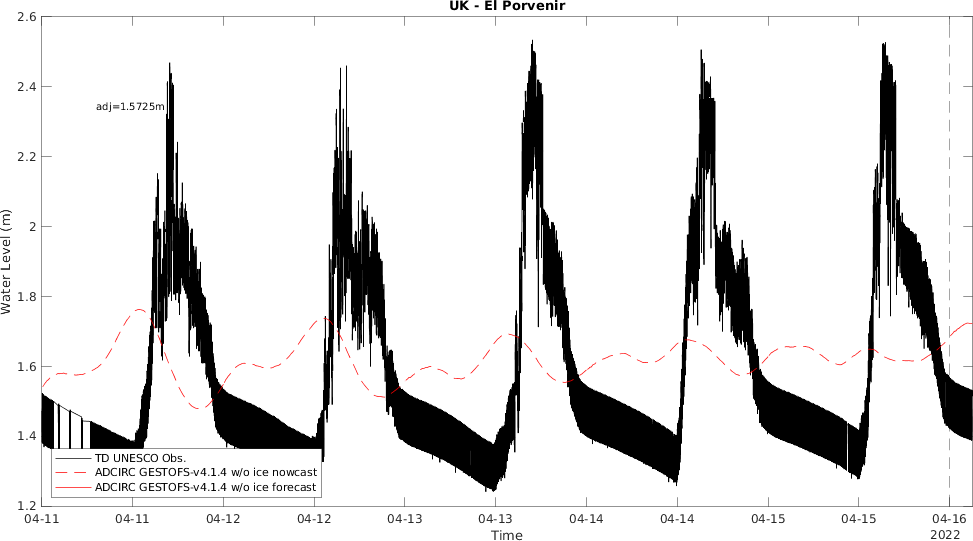 UK - El Porvenir
2.6
2.4
adj=1.5725m
2.2
2
Water Level (m)
1.8
1.6
1.4
TD UNESCO Obs.
ADCIRC GESTOFS-v4.1.4 w/o ice nowcast
ADCIRC GESTOFS-v4.1.4 w/o ice forecast
1.2
04-11 04-11 04-12 04-12 04-13 04-13 04-14 04-14 04-15 04-15 04-16
Time 2022